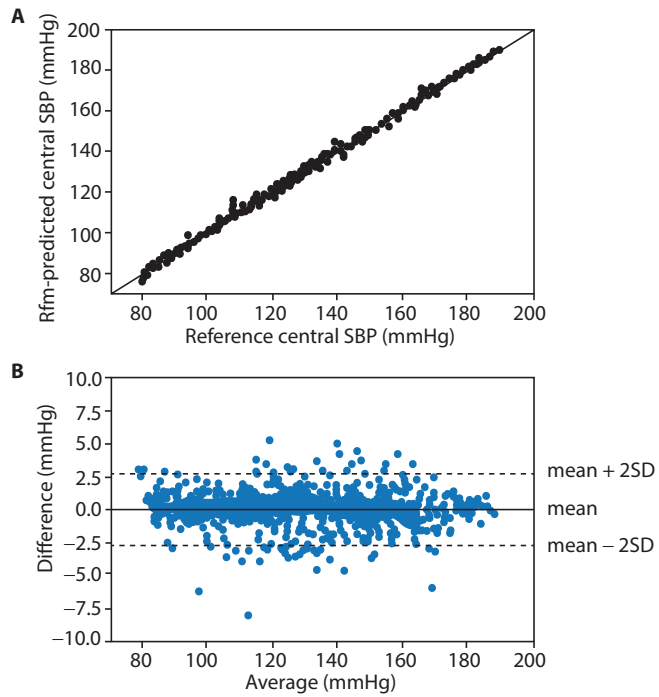 A
200
180
160
140
120
100
80
Rfm-predicted central SBP (mmHg)
80 100 120 140 160 180 200
Reference central SBP (mmHg)
B
10.0
7.5
5.0
2.5
0.0
−2.5
−5.0
−7.5
−10.0
Difference (mmHg)
mean + 2SD
mean
mean − 2SD
80 100 120 140 160 180 200
Average (mmHg)